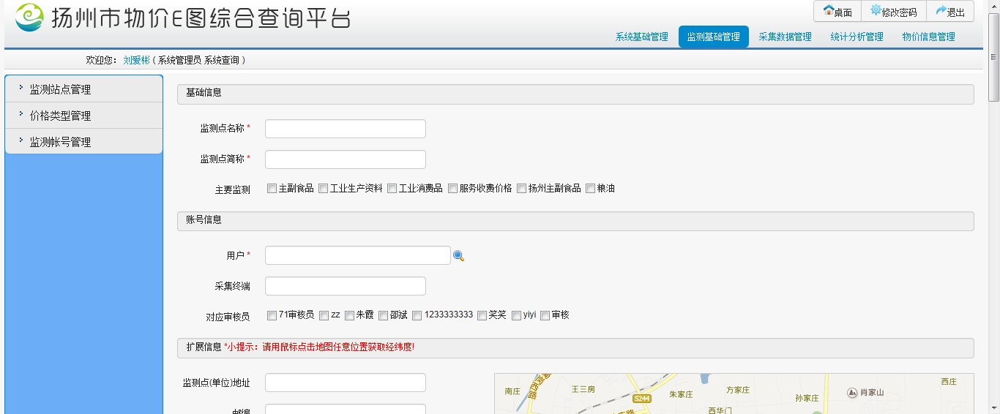 扬州市物价E图综合查询平台
桌面 修改密码 退出
系统基础管理 监测基础管理 采集数据管理 统计分析管理 物价信息管理
欢迎您: 刘爱彬 ( 系统管理员 系统查询 )
监测站点管理
价格类型管理
监测帐号管理
基础信息
监测点名称 *
监测点简称 *
主要监测 主副食品 工业生产资料 工业消费品 服务收费价格 扬州主副食品 粮油
账号信息
用户 *
采集终端
对应审核员 71审核员 zz 朱霞 邵斌 1233333333 笑笑 yiyi 审核
扩展信息 *小提示：请用鼠标点击地图任意位置获取经纬度!
监测点(单位)地址
邮编
南庄 王三房 S244 朱家庄 方家庄 西华门 孙家庄 肖家山 西庄